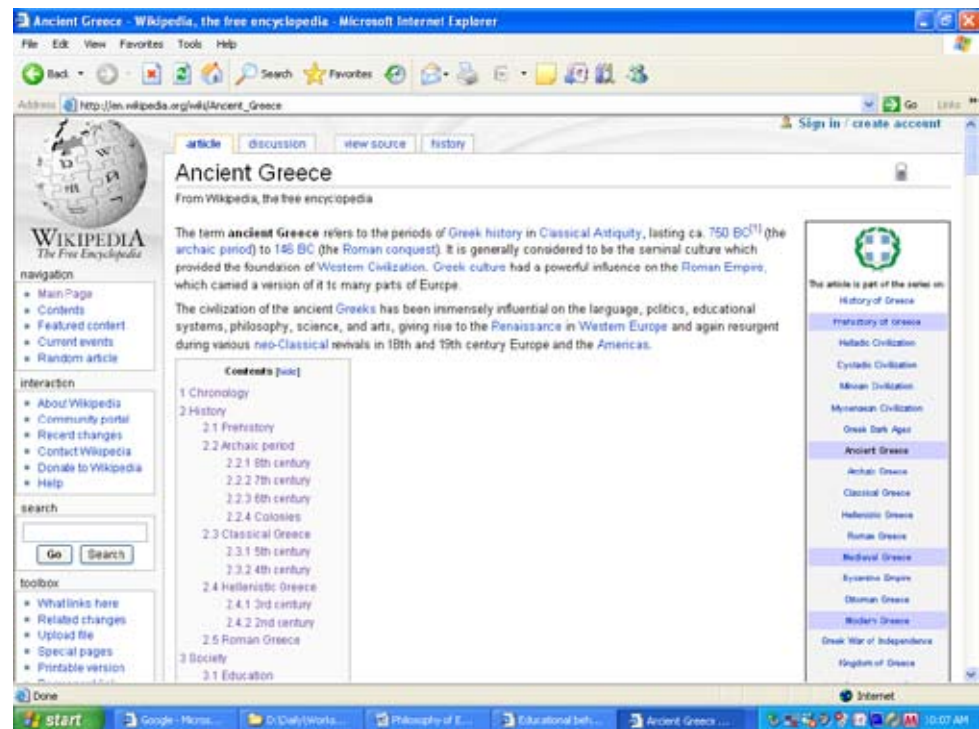 Ancient Greece - Wikipedia, the free encyclopedia - Microsoft Internet Explorer
File Edit View Favorites Tools Help
Back Search Favorites
Address http://en.wikipedia.org/wiki/Ancient_Greece Go Links
Sign in / create account
article discussion view source history
Ancient Greece
From Wikipedia, the free encyclopedia
The term ancient Greece refers to the periods of Greek history in Classical Antiquity, lasting ca. 750 BC[1] (the
archaic period) to 146 BC (the Roman conquest). It is generally considered to be the seminal culture which
provided the foundation of Western Civilization. Greek culture had a powerful influence on the Roman Empire,
which carried a version of it to many parts of Europe.
The civilization of the ancient Greeks has been immensely influential on the language, politics, educational
systems, philosophy, science, and arts, giving rise to the Renaissance in Western Europe and again resurgent
during various neo-Classical revivals in 18th and 19th century Europe and the Americas.
Contents [hide]
1 Chronology
2 History
2.1 Prehistory
2.2 Archaic period
2.2.1 8th century
2.2.2 7th century
2.2.3 6th century
2.2.4 Colonies
2.3 Classical Greece
2.3.1 5th century
2.3.2 4th century
2.4 Hellenistic Greece
2.4.1 3rd century
2.4.2 2nd century
2.5 Roman Greece
3 Society
3.1 Education
WIKIPEDIA
The Free Encyclopedia
navigation
Main Page
Contents
Featured content
Current events
Random article
interaction
About Wikipedia
Community portal
Recent changes
Contact Wikipedia
Donate to Wikipedia
Help
search
Go Search
toolbox
What links here
Related changes
Upload file
Special pages
Printable version
This article is part of the series on:
History of Greece
Prehistory of Greece
Helladic Civilization
Cycladic Civilization
Minoan Civilization
Mycenaean Civilization
Greek Dark Ages
Ancient Greece
Archaic Greece
Classical Greece
Hellenistic Greece
Roman Greece
Medieval Greece
Byzantine Empire
Ottoman Greece
Modern Greece
Greek War of Independence
Kingdom of Greece
Done Internet
start Google - Micros... D:\Daily\Works... Philosophy of E... Educational beh... Ancient Greece ... 10:07 AM